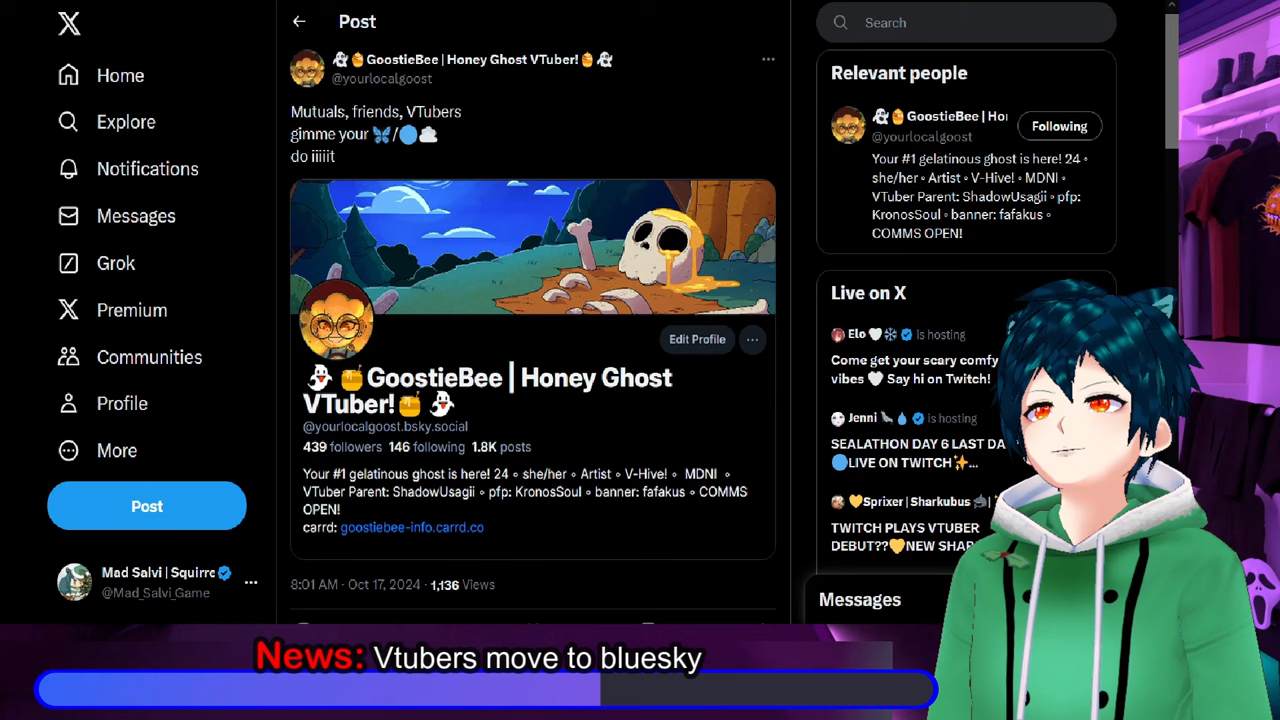 Home
Explore
Notifications
Messages
Grok
Premium
Communities
Profile
More
Post
Mad Salvi | Squirre
@Mad_Salvi_Game
Post
👻🍯GoostieBee | Honey Ghost VTuber!🍯👻
@yourlocalgoost
Mutuals, friends, VTubers
gimme your 🦋/🔵☁️
do iiiiit
Edit Profile
👻 🍯GoostieBee | Honey Ghost
VTuber!🍯 👻
@yourlocalgoost.bsky.social
439 followers 146 following 1.8K posts
Your #1 gelatinous ghost is here! 24 ◦ she/her ◦ Artist ◦ V-Hive! ◦ MDNI ◦
VTuber Parent: ShadowUsagii ◦ pfp: KronosSoul ◦ banner: fafakus ◦ COMMS
OPEN!
carrd: goostiebee-info.carrd.co
8:01 AM · Oct 17, 2024 · 1,136 Views
Search
Relevant people
👻🍯GoostieBee | Ho
Following
@yourlocalgoost
Your #1 gelatinous ghost is here! 24 ◦
she/her ◦ Artist ◦ V-Hive! ◦ MDNI ◦
VTuber Parent: ShadowUsagii ◦ pfp:
KronosSoul ◦ banner: fafakus ◦
COMMS OPEN!
Live on X
Elo 🤍❄️ is hosting
Come get your scary comfy
vibes 🤍 Say hi on Twitch!
Jenni 🦭💧 is hosting
SEALATHON DAY 6 LAST DA
🔵LIVE ON TWITCH✨...
💛Sprixer | Sharkubus 🦈
TWITCH PLAYS VTUBER
DEBUT??💛NEW SHAR
Messages
News: Vtubers move to bluesky